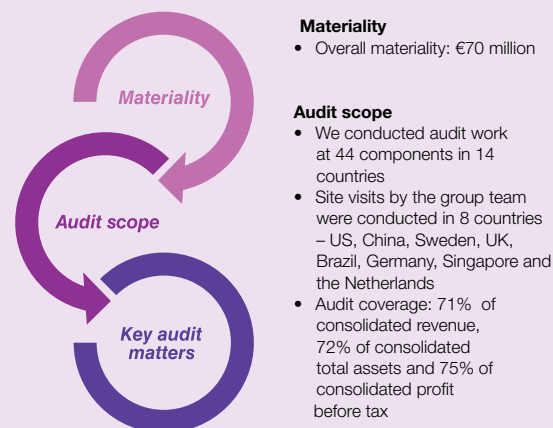 Materiality
Audit scope
Key audit
matters
Materiality
• Overall materiality: €70 million
Audit scope
• We conducted audit work
at 44 components in 14
countries
• Site visits by the group team
were conducted in 8 countries
– US, China, Sweden, UK,
Brazil, Germany, Singapore and
the Netherlands
• Audit coverage: 71% of
consolidated revenue,
72% of consolidated
total assets and 75% of
consolidated profit
before tax